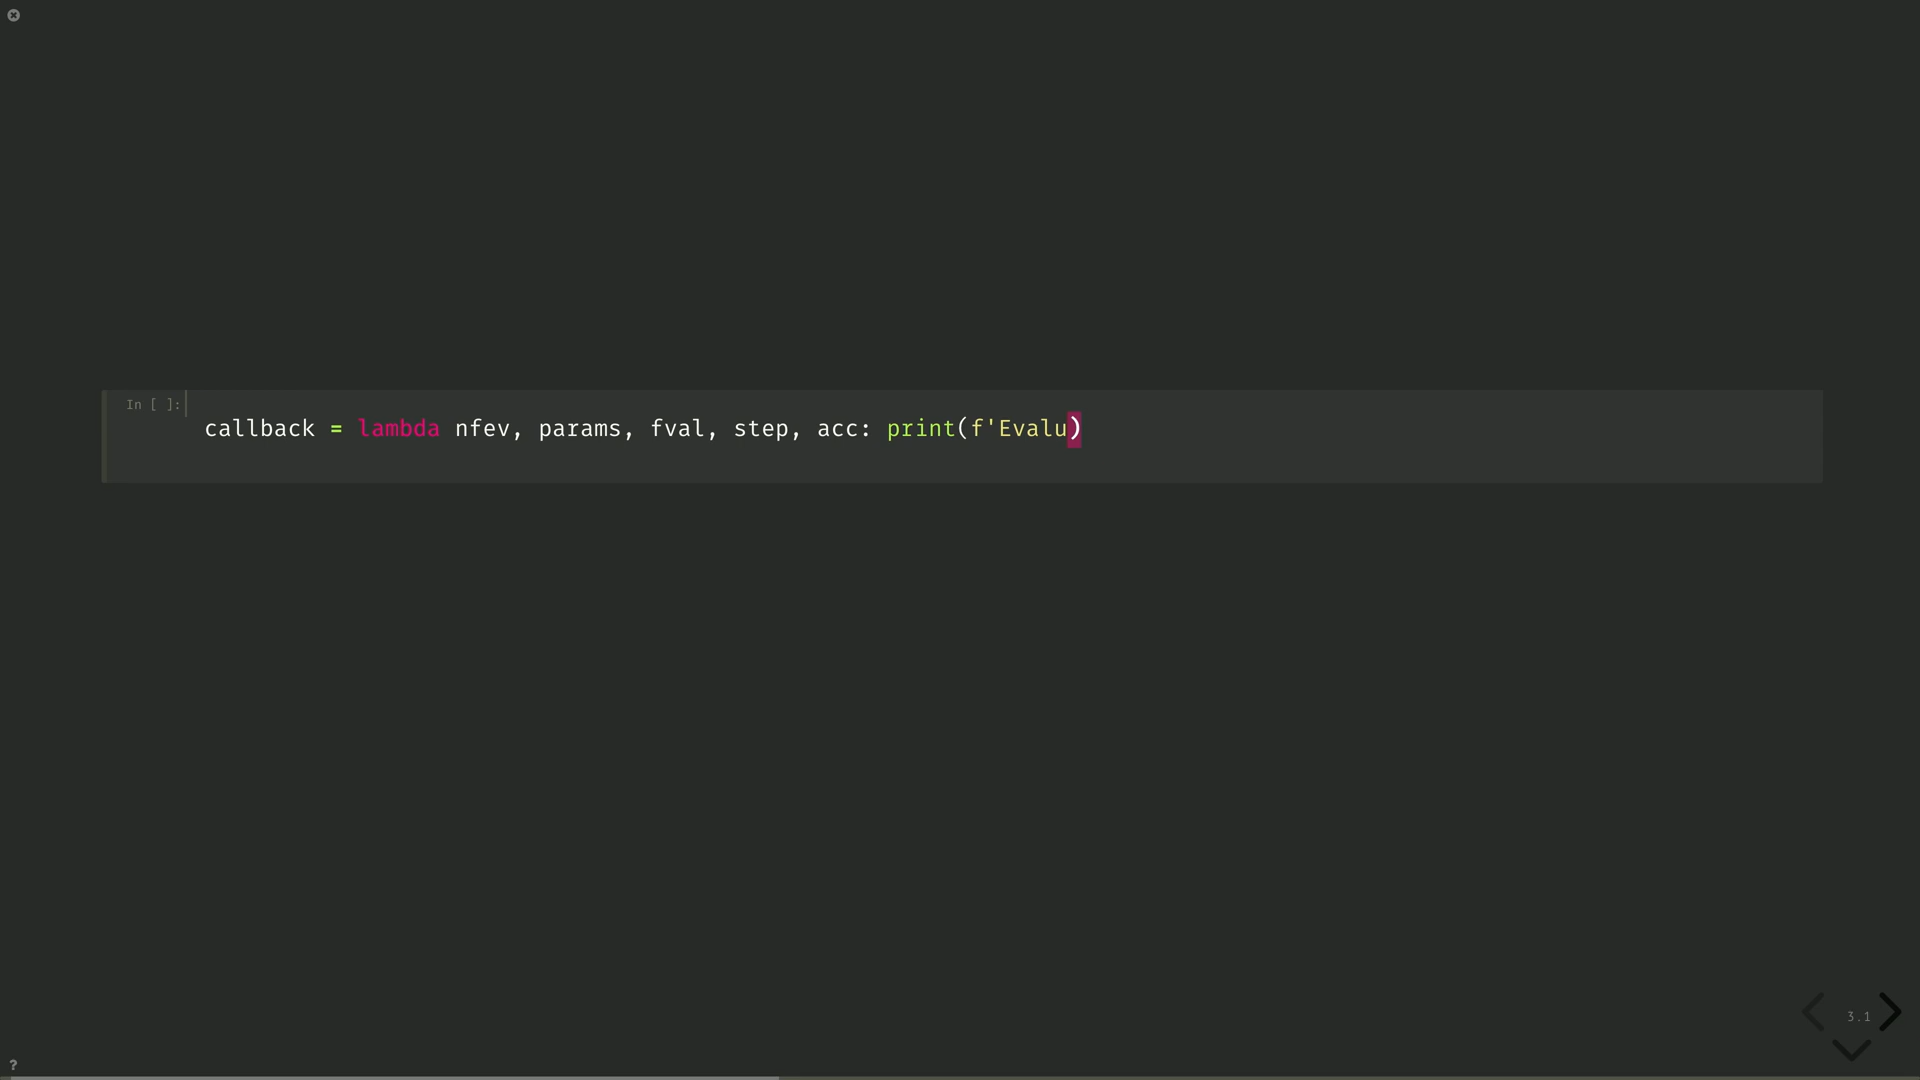 In [ ]:
callback = lambda nfev, params, fval, step, acc: print(f'Evalu)
3.1
?